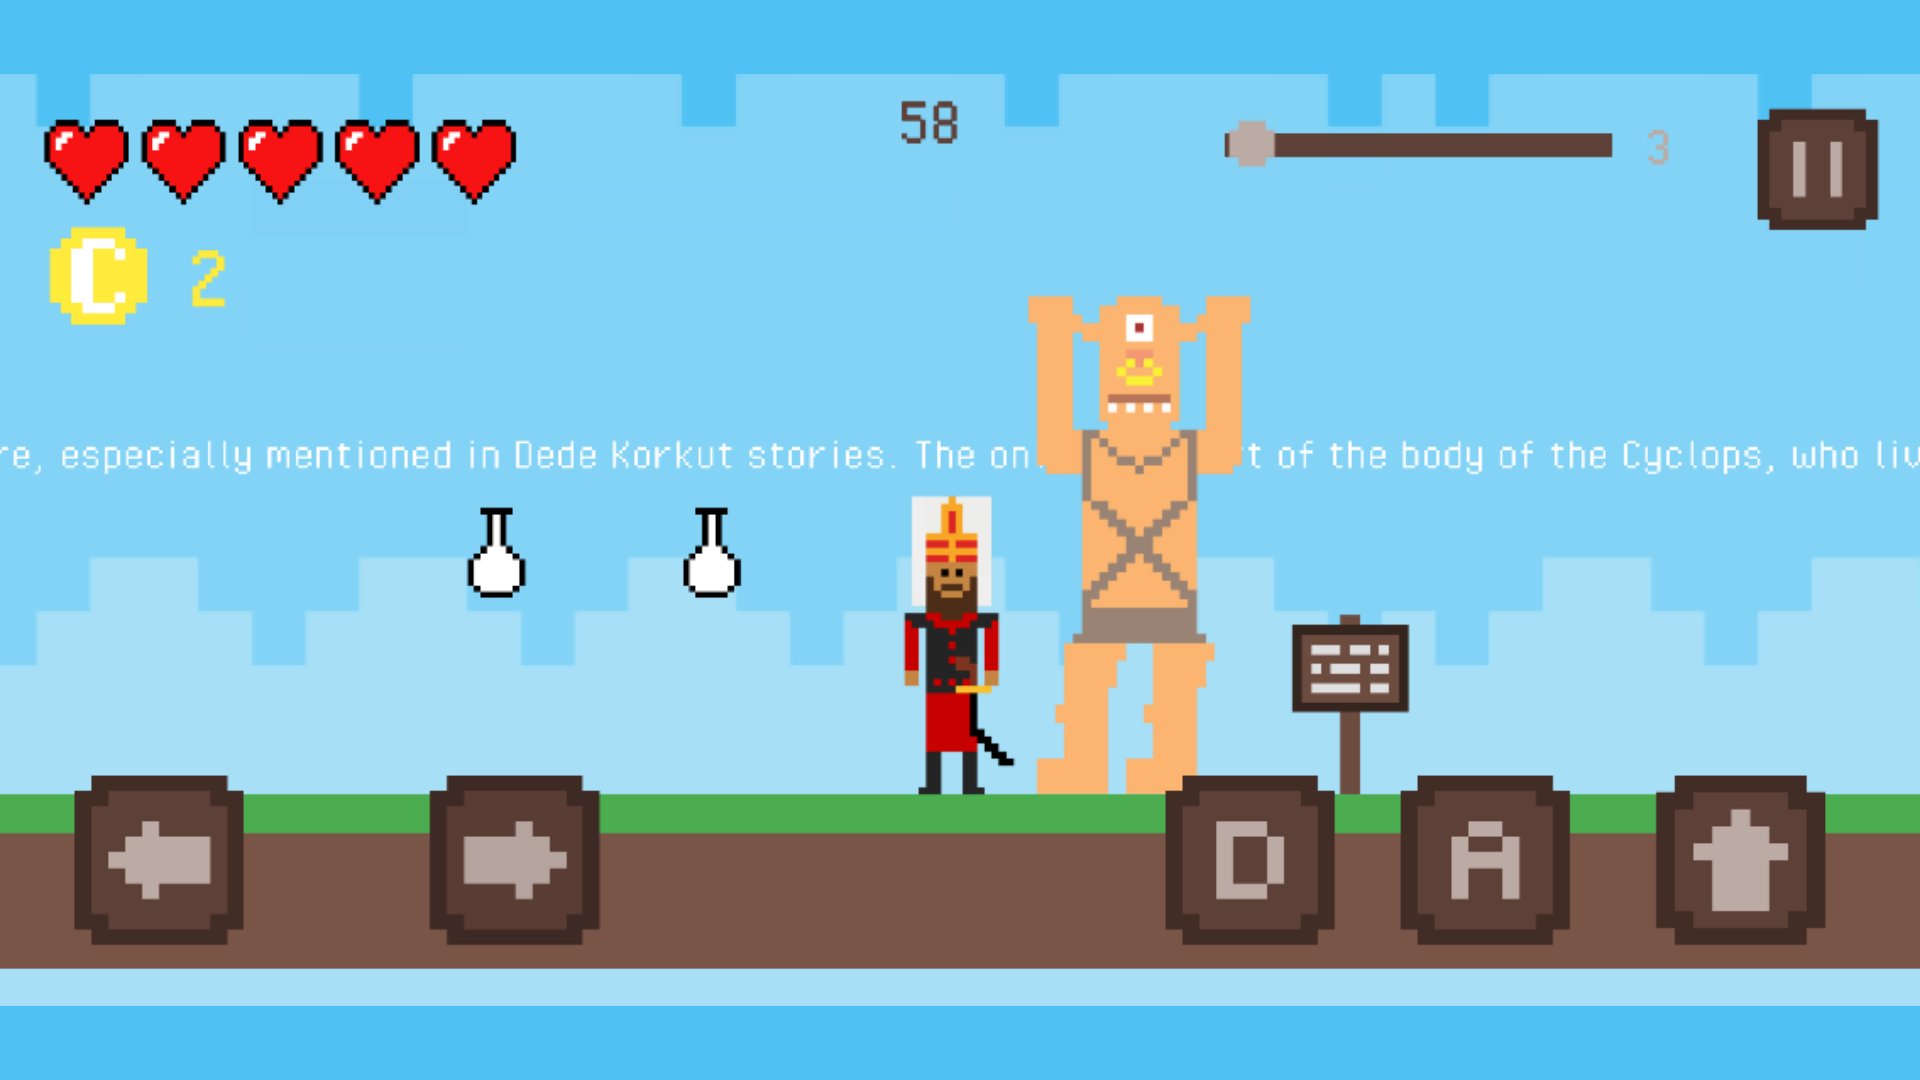 58
3
C 2
re, especially mentioned in Dede Korkut stories. The on t of the body of the Cyclops, who liv
D A